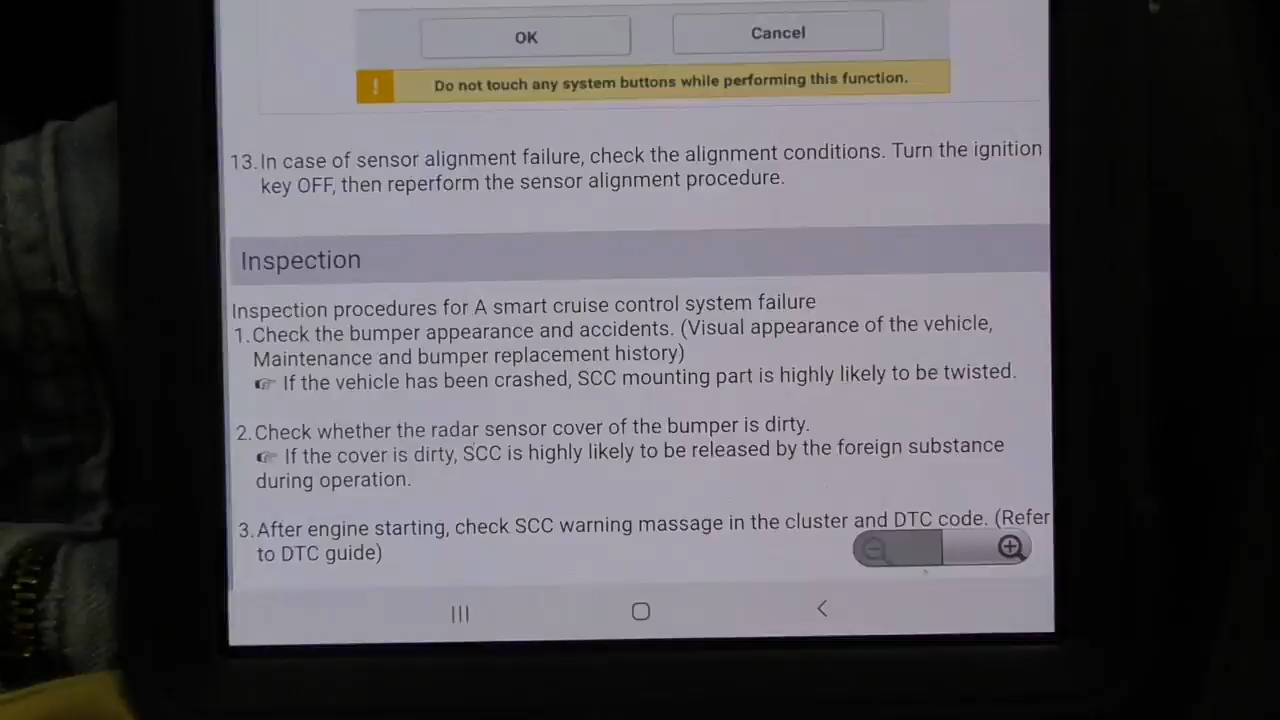 OK
Cancel
! Do not touch any system buttons while performing this function.
13. In case of sensor alignment failure, check the alignment conditions. Turn the ignition
key OFF, then reperform the sensor alignment procedure.
Inspection
Inspection procedures for A smart cruise control system failure
1. Check the bumper appearance and accidents. (Visual appearance of the vehicle,
Maintenance and bumper replacement history)
☞ If the vehicle has been crashed, SCC mounting part is highly likely to be twisted.
2. Check whether the radar sensor cover of the bumper is dirty.
☞ If the cover is dirty, SCC is highly likely to be released by the foreign substance
during operation.
3. After engine starting, check SCC warning massage in the cluster and DTC code. (Refer
to DTC guide)